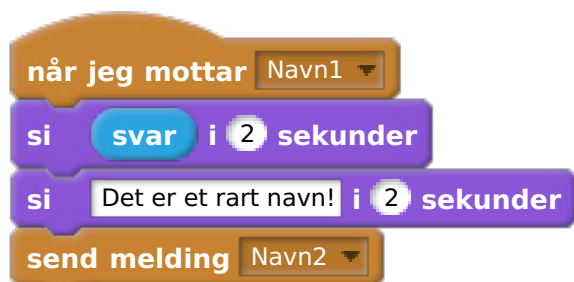 når jeg mottar Navn1
si svar i 2 sekunder
si Det er et rart navn! i 2 sekunder
send melding Navn2